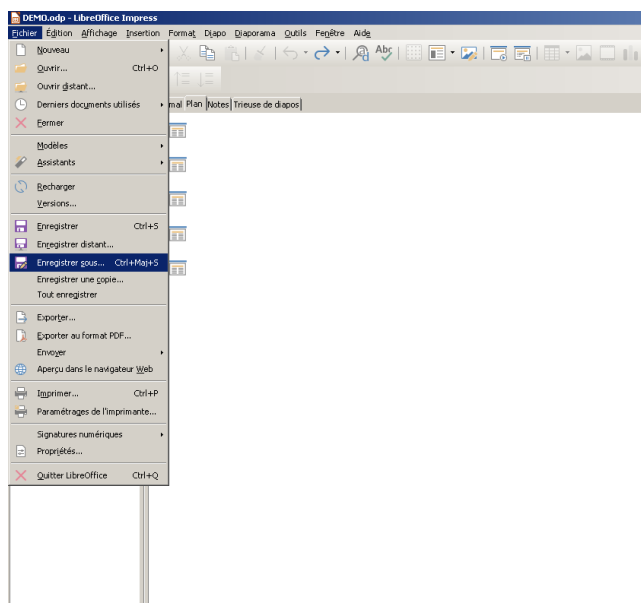 DEMO.odp - LibreOffice Impress
Fichier Édition Affichage Insertion Format Diapo Diaporama Outils Fenêtre Aide
Nouveau
Ouvrir... Ctrl+O
Ouvrir distant...
Derniers documents utilisés
Fermer
Modèles
Assistants
Recharger
Versions...
Enregistrer Ctrl+S
Enregistrer distant...
Enregistrer sous... Ctrl+Maj+S
Enregistrer une copie...
Tout enregistrer
Exporter...
Exporter au format PDF...
Envoyer
Aperçu dans le navigateur Web
Imprimer... Ctrl+P
Paramétrages de l'imprimante...
Signatures numériques
Propriétés...
Quitter LibreOffice Ctrl+Q
mal Plan Notes Trieuse de diapos